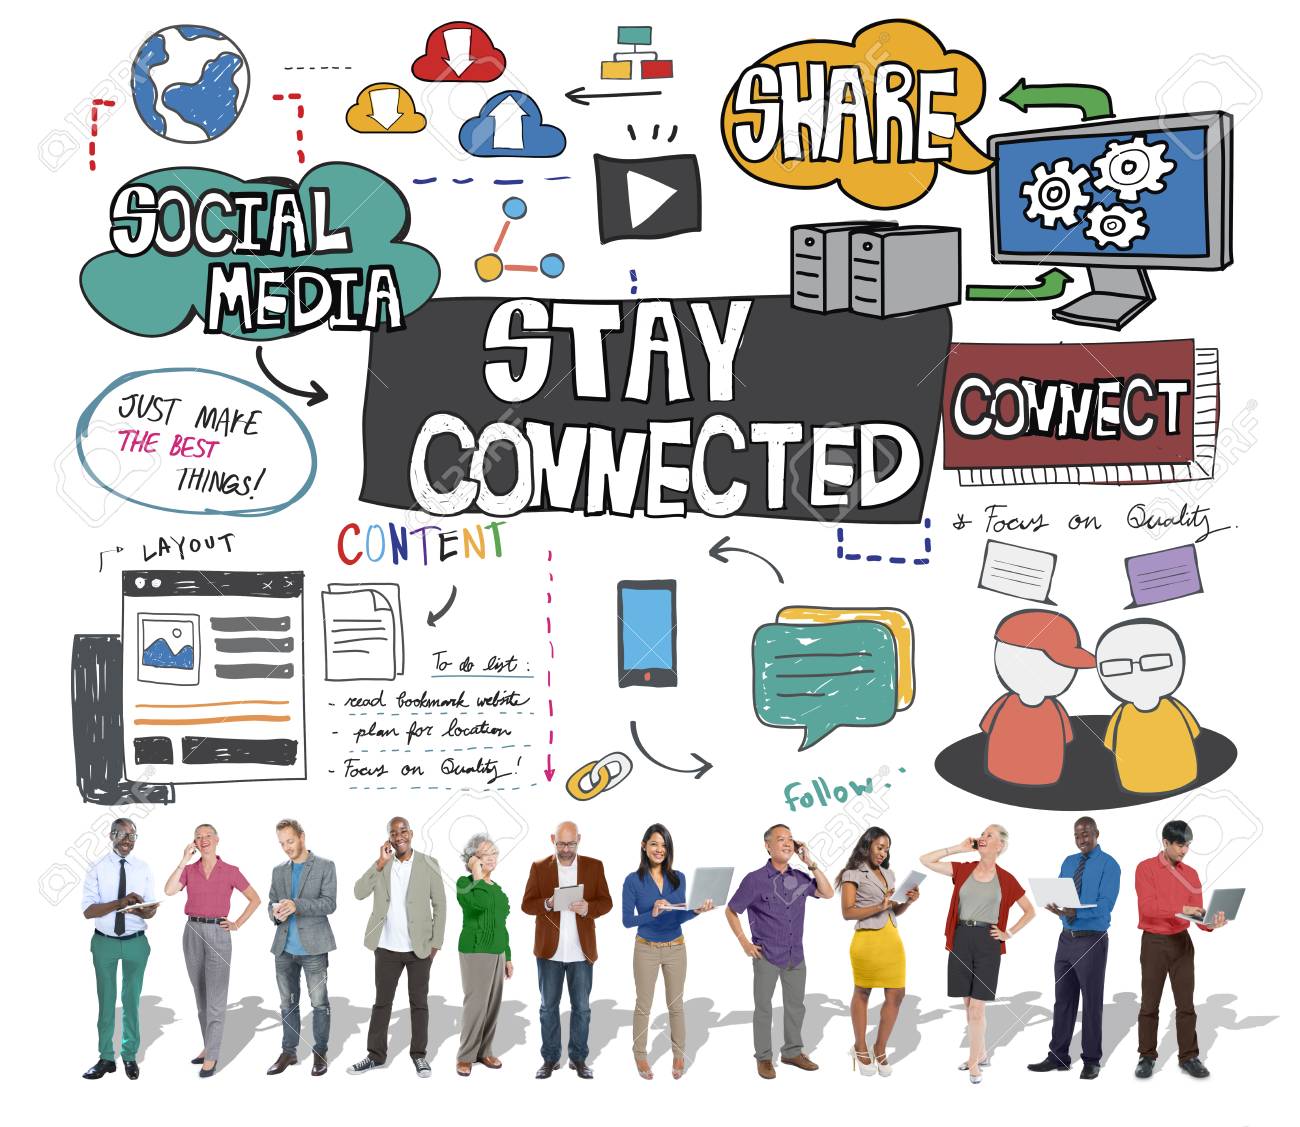 SHARE
SOCIAL
MEDIA
STAY
CONNECTED
CONNECT
JUST MAKE
THE BEST
THINGS!
Focus on Quality.
LAYOUT
CONTENT
To do list:
- read bookmark website
- plan for location
- Focus on Quality!
follow..
123RF